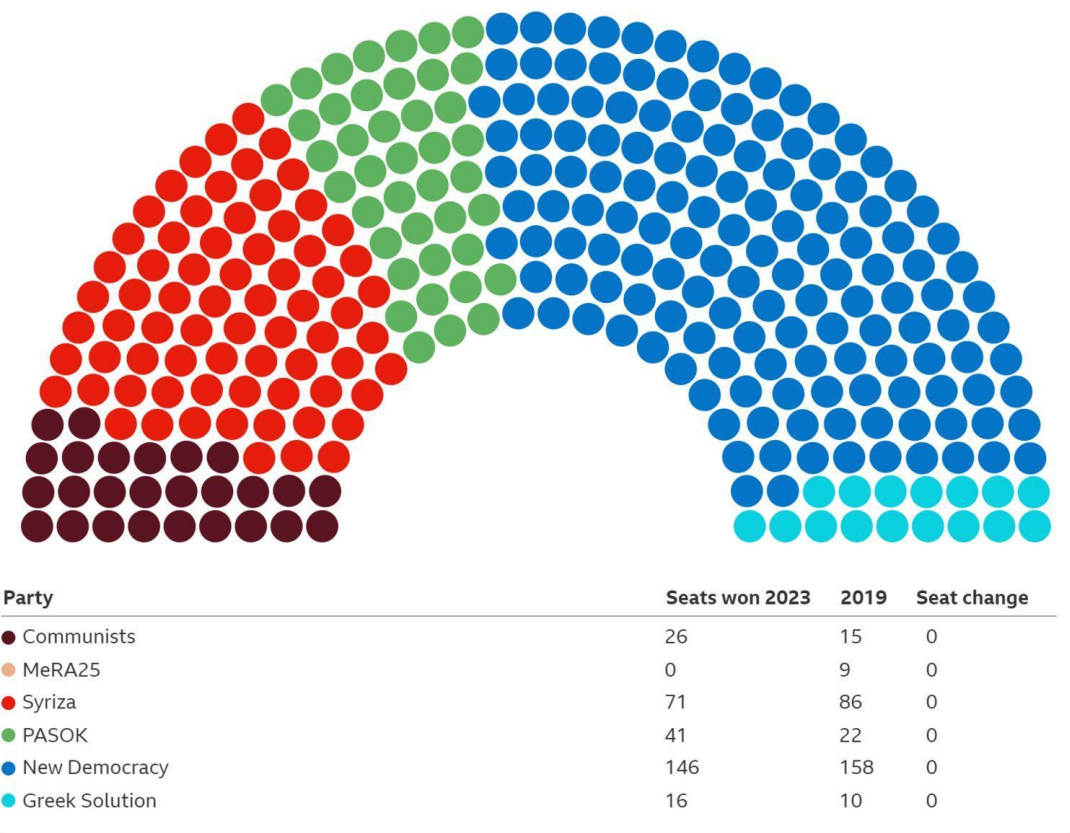 Party Seats won 2023 2019 Seat change
Communists 26 15 0
MeRA25 0 9 0
Syriza 71 86 0
PASOK 41 22 0
New Democracy 146 158 0
Greek Solution 16 10 0